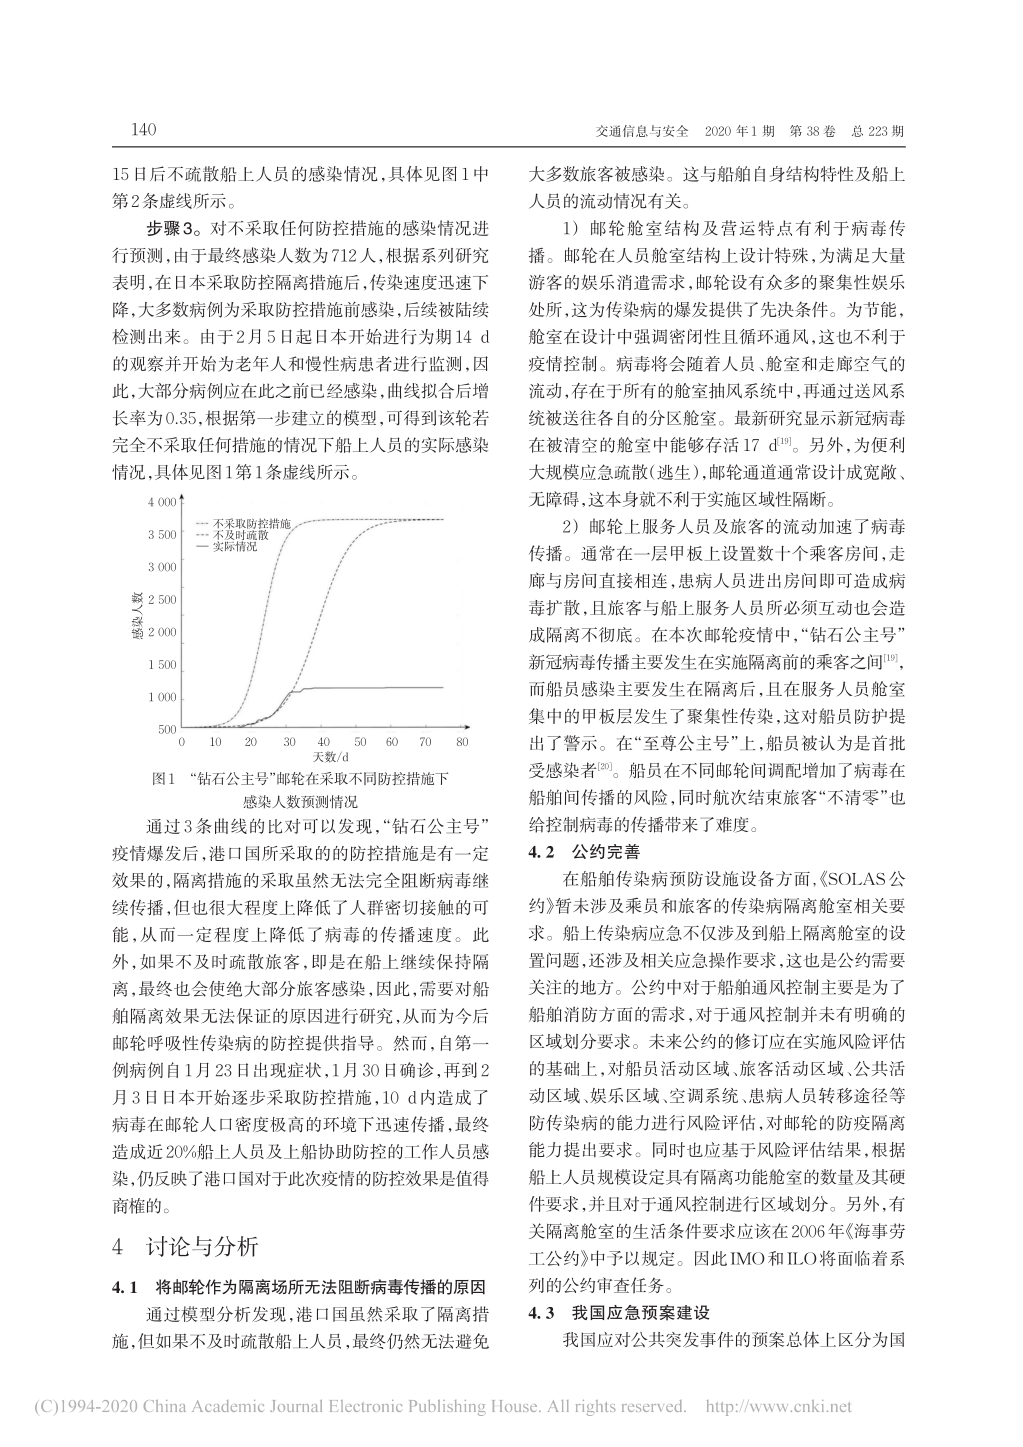 140
交通信息与安全 2020 年 1 期 第 38 卷 总 223 期
15 日后不疏散船上人员的感染情况,具体见图 1 中
第 2 条虚线所示。
步骤 3。对不采取任何防控措施的感染情况进
行预测,由于最终感染人数为 712 人,根据系列研究
表明,在日本采取防控隔离措施后,传染速度迅速下
降,大多数病例为采取防控措施前感染,后续被陆续
检测出来。由于 2 月 5 日起日本开始进行为期 14 d
的观察并开始为老年人和慢性病患者进行监测,因
此,大部分病例应在此之前已经感染,曲线拟合后增
长率为 0.35,根据第一步建立的模型,可得到该轮若
完全不采取任何措施的情况下船上人员的实际感染
情况,具体见图 1 第 1 条虚线所示。
4 000
3 500
3 000
2 500
2 000
1 500
1 000
500
感染人数
不采取防控措施
不及时疏散
实际情况
0 10 20 30 40 50 60 70 80
天数/d
图 1 “钻石公主号”邮轮在采取不同防控措施下
感染人数预测情况
通过 3 条曲线的比对可以发现,“钻石公主号”
疫情爆发后,港口国所采取的的防控措施是有一定
效果的,隔离措施的采取虽然无法完全阻断病毒继
续传播,但也很大程度上降低了人群密切接触的可
能,从而一定程度上降低了病毒的传播速度。此
外,如果不及时疏散旅客,即是在船上继续保持隔
离,最终也会使绝大部分旅客感染,因此,需要对船
舶隔离效果无法保证的原因进行研究,从而为今后
邮轮呼吸性传染病的防控提供指导。然而,自第一
例病例自 1 月 23 日出现症状,1 月 30 日确诊,再到 2
月 3 日日本开始逐步采取防控措施,10 d 内造成了
病毒在邮轮人口密度极高的环境下迅速传播,最终
造成近 20%船上人员及上船协助防控的工作人员感
染,仍反映了港口国对于此次疫情的防控效果是值得
商榷的。
4 讨论与分析
4. 1 将邮轮作为隔离场所无法阻断病毒传播的原因
通过模型分析发现,港口国虽然采取了隔离措
施,但如果不及时疏散船上人员,最终仍然无法避免
大多数旅客被感染。这与船舶自身结构特性及船上
人员的流动情况有关。
1) 邮轮舱室结构及营运特点有利于病毒传
播。邮轮在人员舱室结构上设计特殊,为满足大量
游客的娱乐消遣需求,邮轮设有众多的聚集性娱乐
处所,这为传染病的爆发提供了先决条件。为节能,
舱室在设计中强调密闭性且循环通风,这也不利于
疫情控制。病毒将会随着人员、舱室和走廊空气的
流动,存在于所有的舱室抽风系统中,再通过送风系
统被送往各自的分区舱室。最新研究显示新冠病毒
在被清空的舱室中能够存活 17 d[19]。另外,为便利
大规模应急疏散(逃生),邮轮通道通常设计成宽敞、
无障碍,这本身就不利于实施区域性隔断。
2) 邮轮上服务人员及旅客的流动加速了病毒
传播。通常在一层甲板上设置数十个乘客房间,走
廊与房间直接相连,患病人员进出房间即可造成病
毒扩散,且旅客与船上服务人员所必须互动也会造
成隔离不彻底。在本次邮轮疫情中,“钻石公主号”
新冠病毒传播主要发生在实施隔离前的乘客之间[19],
而船员感染主要发生在隔离后,且在服务人员舱室
集中的甲板层发生了聚集性传染,这对船员防护提
出了警示。在“至尊公主号”上,船员被认为是首批
受感染者[20]。船员在不同邮轮间调配增加了病毒在
船舶间传播的风险,同时航次结束旅客“不清零”也
给控制病毒的传播带来了难度。
4. 2 公约完善
在船舶传染病预防设施设备方面,《SOLAS 公
约》暂未涉及乘员和旅客的传染病隔离舱室相关要
求。船上传染病应急不仅涉及到船上隔离舱室的设
置问题,还涉及相关应急操作要求,这也是公约需要
关注的地方。公约中对于船舶通风控制主要是为了
船舶消防方面的需求,对于通风控制并未有明确的
区域划分要求。未来公约的修订应在实施风险评估
的基础上,对船员活动区域、旅客活动区域、公共活
动区域、娱乐区域、空调系统、患病人员转移途径等
防传染病的能力进行风险评估,对邮轮的防疫隔离
能力提出要求。同时也应基于风险评估结果,根据
船上人员规模设定具有隔离功能舱室的数量及其硬
件要求,并且对于通风控制进行区域划分。另外,有
关隔离舱室的生活条件要求应该在 2006 年《海事劳
工公约》中予以规定。因此 IMO 和 ILO 将面临着系
列的公约审查任务。
4. 3 我国应急预案建设
我国应对公共突发事件的预案总体上区分为国
(C)1994-2020 China Academic Journal Electronic Publishing House. All rights reserved. http://www.cnki.net